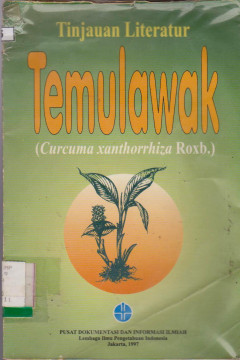 Tinjauan Literatur
Temulawak
(Curcuma xanthorrhiza Roxb.)
PUSAT DOKUMENTASI DAN INFORMASI ILMIAH
Lembaga Ilmu Pengetahuan Indonesia
Jakarta, 1997